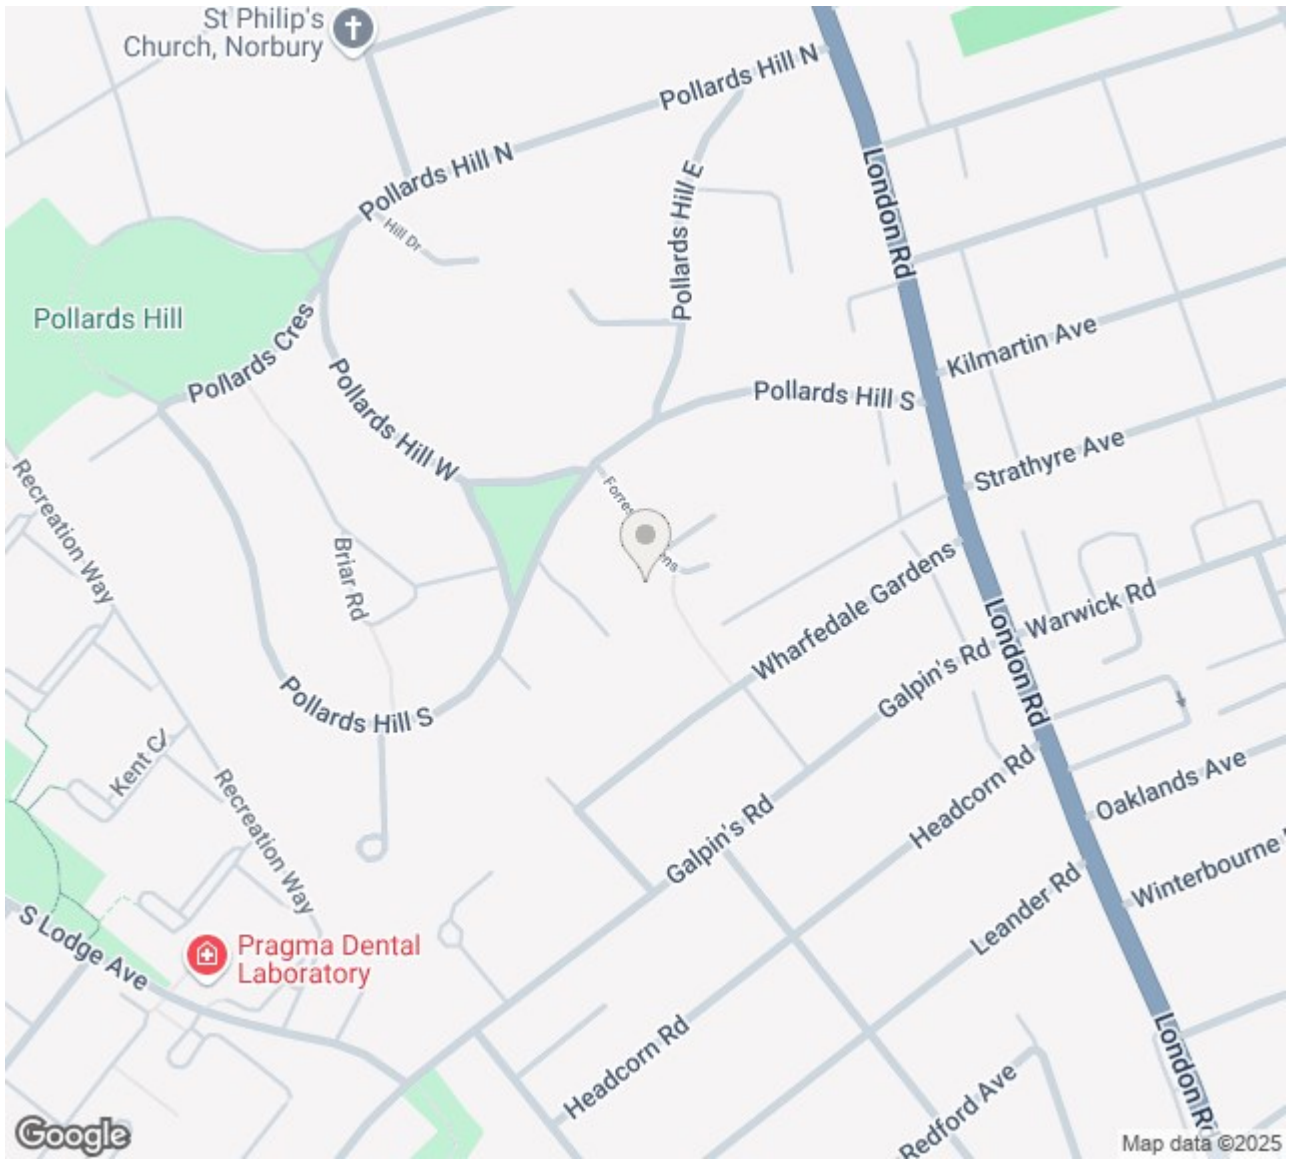 St Philip's
Church, Norbury
Pollards Hill N
Pollards Hill N
London Rd
Pollards Hill E
Hill Dr
Pollards Hill
Pollards Cres
Kilmartin Ave
Pollards Hill W
Pollards Hill S
Strathyre Ave
Recreation Way
Briar Rd
Wharfedale Gardens
Warwick Rd
London Rd
Galpin's Rd
Pollards Hill S
Kent Cl
Headcorn Rd
Oaklands Ave
Recreation Way
Galpin's Rd
Winterbourne
Leander Rd
S Lodge Ave
Pragma Dental
Laboratory
Headcorn Rd
London Rd
Redford Ave
Google
Map data ©2025